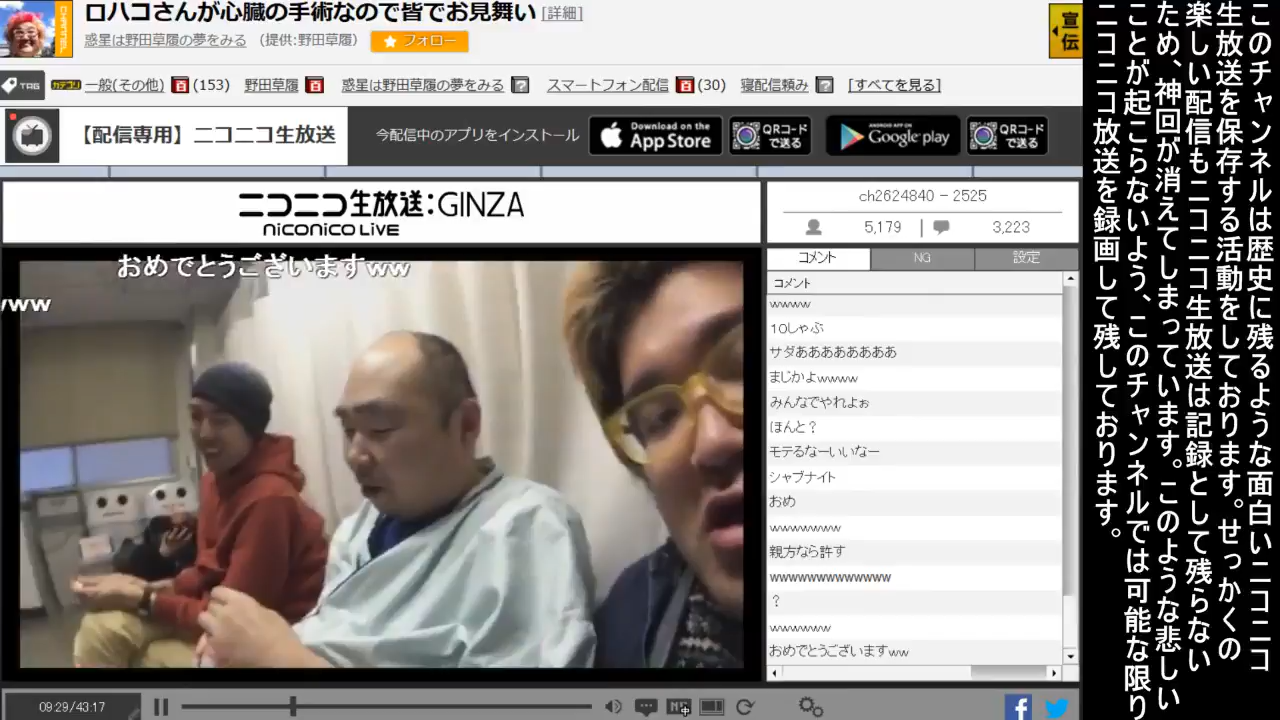 ロハコさんが心臓の手術なので皆でお見舞い [詳細]
惑星は野田草履の夢をみる (提供:野田草履) フォロー
CHANNEL
宣伝
TAG カテゴリ 一般(その他) 百 (153) 野田草履 百 惑星は野田草履の夢をみる ? スマートフォン配信 百 (30) 寝配信頼み ? [すべてを見る]
【配信専用】ニコニコ生放送
今配信中のアプリをインストール
Download on the App Store
QRコードで送る
ANDROID APP ON Google play
QRコードで送る
ニコニコ生放送:GINZA
niconico LIVE
ch2624840 - 2525
5,179 | 3,223
コメント NG 設定
コメント
wwww
10しゃぶ
サダああああああああ
まじかよwwww
みんなでやれよぉ
ほんと?
モテるなーいいなー
シャブナイト
おめ
wwwwwww
親方なら許す
wwwwwwwwwwwww
?
wwwwww
おめでとうございますww
おめでとうございますww
www
09:29/43:17
このチャンネルは歴史に残るような面白いニコニコ
生放送を保存する活動をしております。せっかくの
楽しい配信もニコニコ生放送は記録として残らない
ため、神回が消えてしまっています。このような悲しい
ことが起こらないよう、このチャンネルでは可能な限り
ニコニコ放送を録画して残しております。